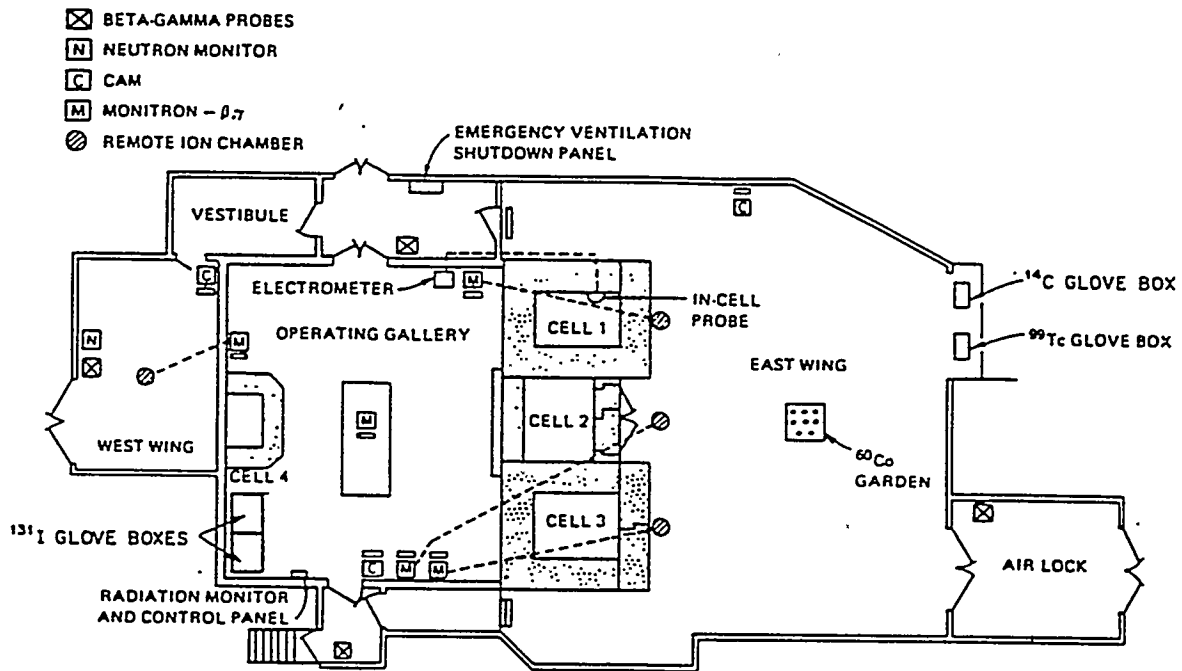 BETA-GAMMA PROBES
N NEUTRON MONITOR
C CAM
M MONITRON – β,γ
REMOTE ION CHAMBER
EMERGENCY VENTILATION
SHUTDOWN PANEL
VESTIBULE
C
C
ELECTROMETER
M
IN-CELL
PROBE
¹⁴C GLOVE BOX
OPERATING GALLERY
CELL 1
N
M
⁹⁹Tc GLOVE BOX
EAST WING
M
CELL 2
WEST WING
⁶⁰Co
GARDEN
CELL 4
¹³¹I GLOVE BOXES
CELL 3
C
M
M
AIR LOCK
RADIATION MONITOR
AND CONTROL PANEL